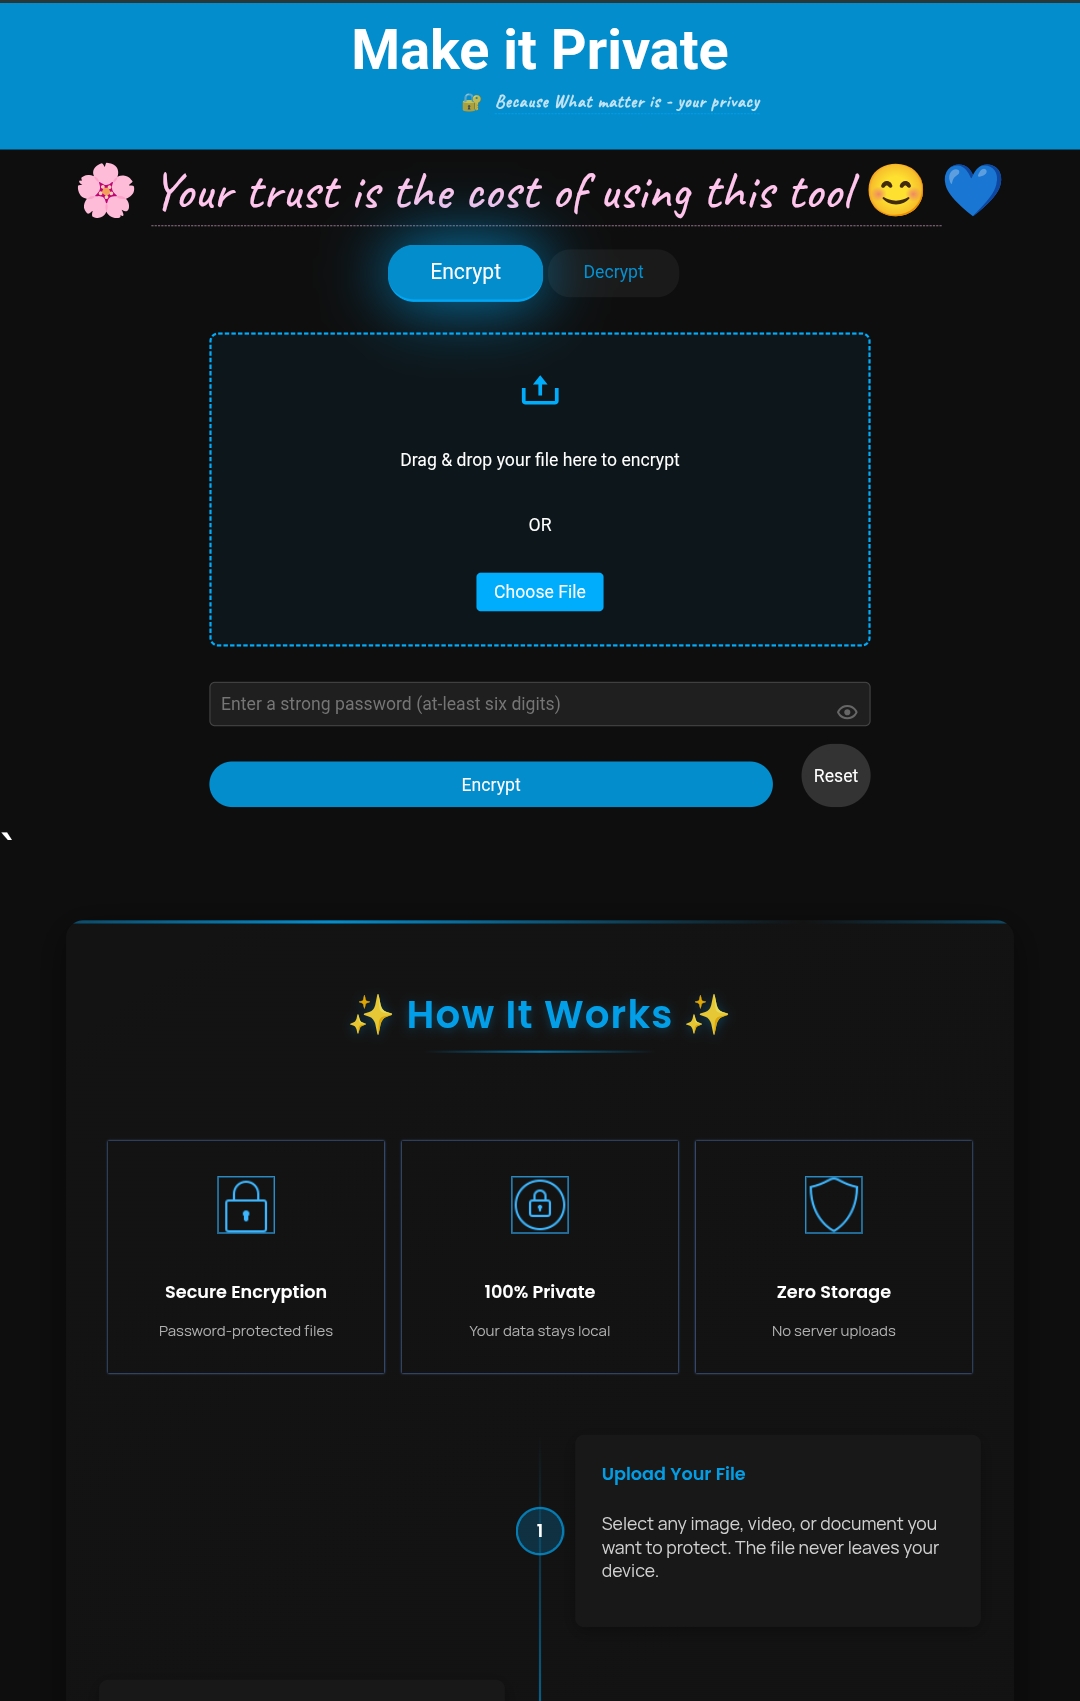 Make it Private
🔐 Because What matter is - your privacy
🌸 Your trust is the cost of using this tool 😊 💙
Encrypt
Decrypt
Drag & drop your file here to encrypt
OR
Choose File
Enter a strong password (at-least six digits)
Encrypt
Reset
`
✨ How It Works ✨
Secure Encryption
Password-protected files
100% Private
Your data stays local
Zero Storage
No server uploads
1
Upload Your File
Select any image, video, or document you
want to protect. The file never leaves your
device.